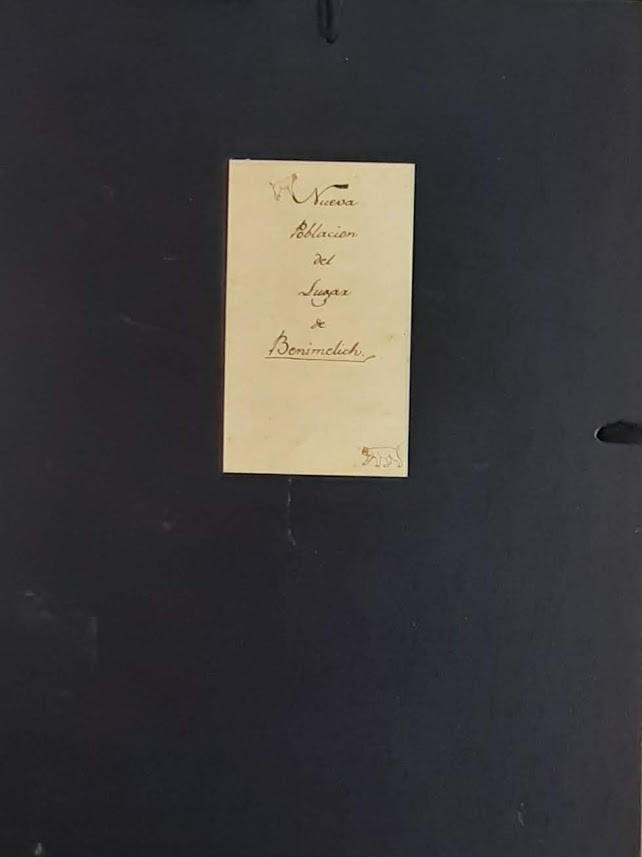 Nueva
Poblacion
del
Lugar
de
Benimelich.